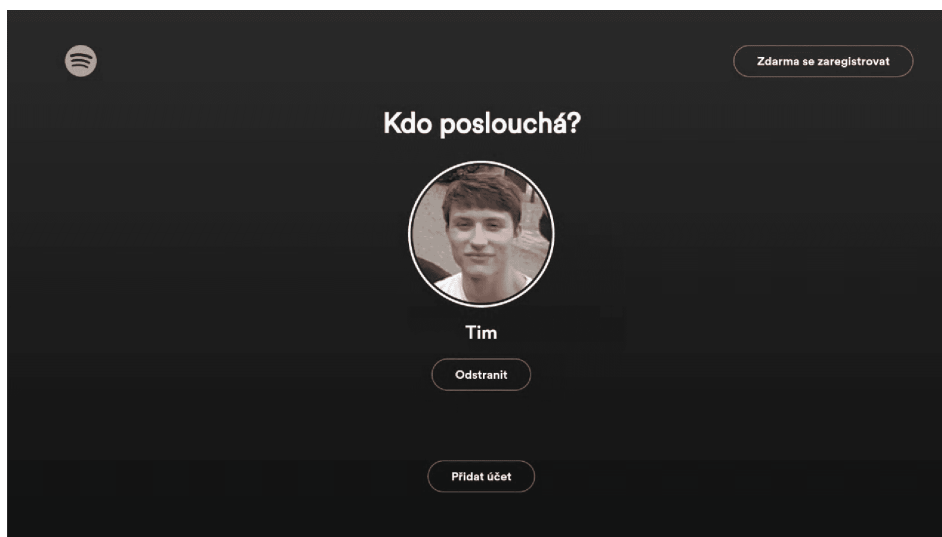 Zdarma se zaregistrovat
Kdo poslouchá?
Tim
Odstranit
Přidat účet